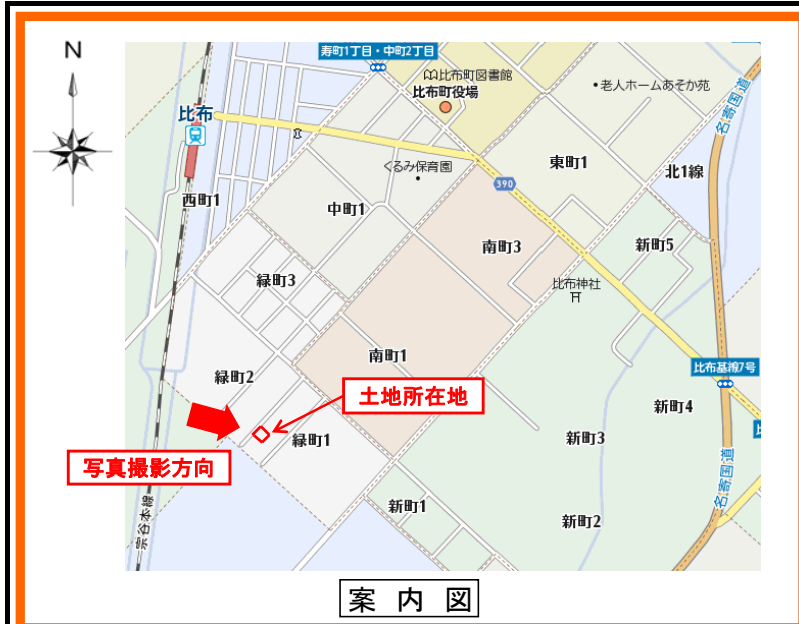 N
寿町1丁目・中町2丁目
比布町図書館
比布町役場
老人ホームあそか苑
名寄国道
比布
くるみ保育園
東町1
北1線
390
西町1
中町1
南町3
新町5
緑町3
比布神社
南町1
比布基線7号
緑町2
土地所在地
新町4
緑町1
新町3
写真撮影方向
新町1
新町2
名寄国道
宗谷本線
案内図